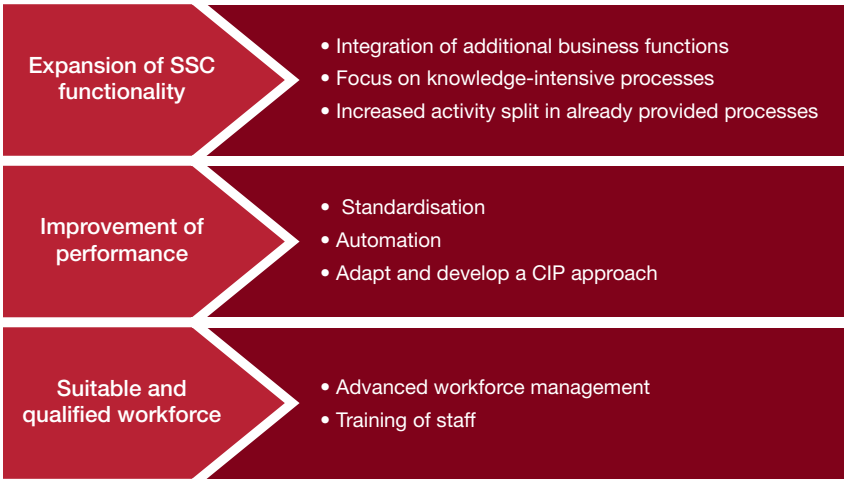 Expansion of SSC
functionality
• Integration of additional business functions
• Focus on knowledge-intensive processes
• Increased activity split in already provided processes
Improvement of
performance
• Standardisation
• Automation
• Adapt and develop a CIP approach
Suitable and
qualified workforce
• Advanced workforce management
• Training of staff